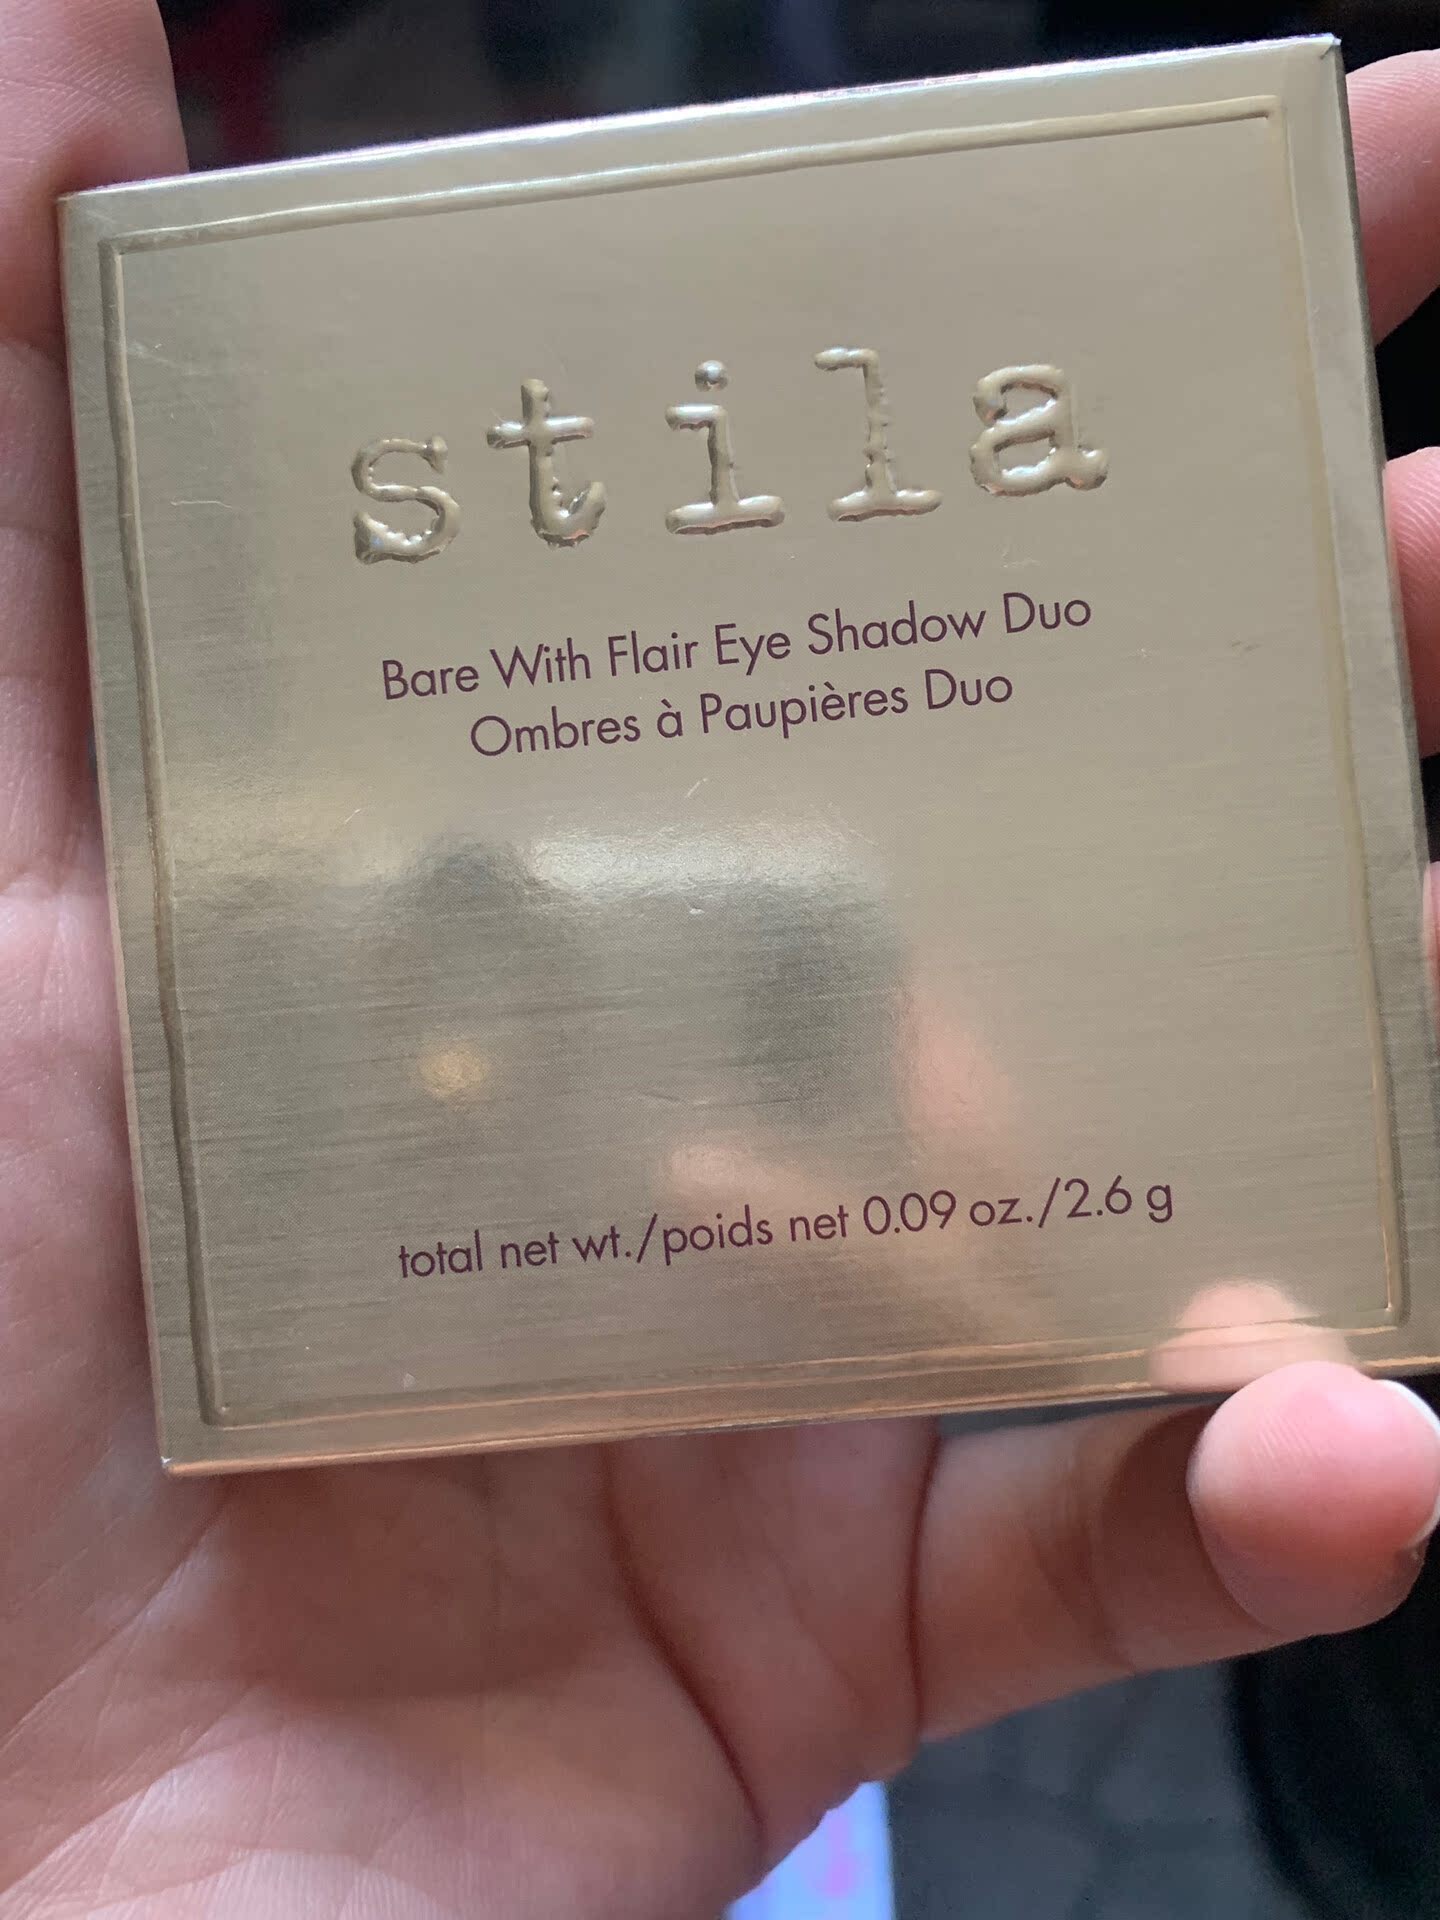 stila
Bare With Flair Eye Shadow Duo
Ombres à Paupières Duo
total net wt./poids net 0.09 oz./2.6 g